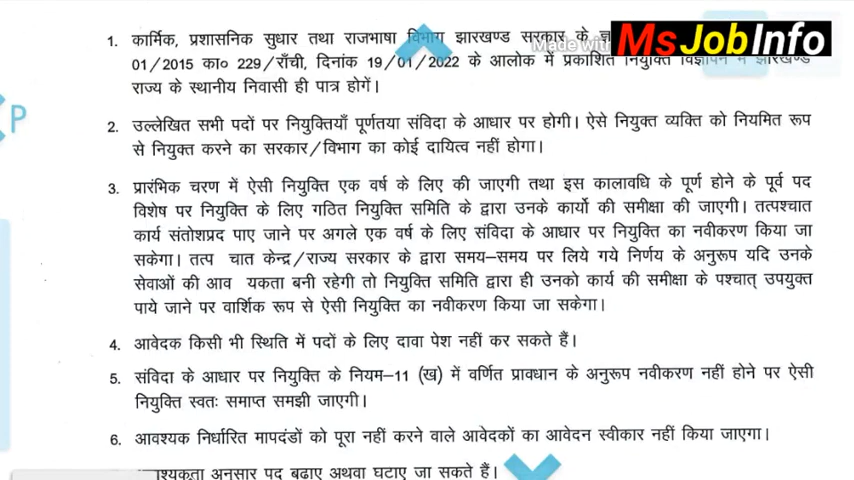 MsJobInfo
Made with
1. कार्मिक, प्रशासनिक सुधार तथा राजभाषा विभाग झारखण्ड सरकार के
01/2015 का० 229/राँची, दिनांक 19/01/2022 के आलोक में प्रकाशित नियुक्ति विज्ञापन में झारखण्ड
राज्य के स्थानीय निवासी ही पात्र होगें।
2. उल्लेखित सभी पदों पर नियुक्तियाँ पूर्णतया संविदा के आधार पर होगी। ऐसे नियुक्त व्यक्ति को नियमित रूप
से नियुक्त करने का सरकार/विभाग का कोई दायित्व नहीं होगा।
3. प्रारंभिक चरण में ऐसी नियुक्ति एक वर्ष के लिए की जाएगी तथा इस कालावधि के पूर्ण होने के पूर्व पद
विशेष पर नियुक्ति के लिए गठित नियुक्ति समिति के द्वारा उनके कार्यो की समीक्षा की जाएगी। तत्पश्चात
कार्य संतोशप्रद पाए जाने पर अगले एक वर्ष के लिए संविदा के आधार पर नियुक्ति का नवीकरण किया जा
सकेगा। तत्प चात केन्द्र/राज्य सरकार के द्वारा समय–समय पर लिये गये निर्णय के अनुरूप यदि उनके
सेवाओं की आव यकता बनी रहेगी तो नियुक्ति समिति द्वारा ही उनको कार्य की समीक्षा के पश्चात् उपयुक्त
पाये जाने पर वार्शिक रूप से ऐसी नियुक्ति का नवीकरण किया जा सकेगा।
P
4. आवेदक किसी भी स्थिति में पदों के लिए दावा पेश नहीं कर सकते हैं।
5. संविदा के आधार पर नियुक्ति के नियम–11 (ख) में वर्णित प्रावधान के अनुरूप नवीकरण नहीं होने पर ऐसी
नियुक्ति स्वतः समाप्त समझी जाएगी।
6. आवश्यक निर्धारित मापदंडों को पूरा नहीं करने वाले आवेदकों का आवेदन स्वीकार नहीं किया जाएगा।
अनुसार पद बढाए अथवा घटाए जा सकते हैं।